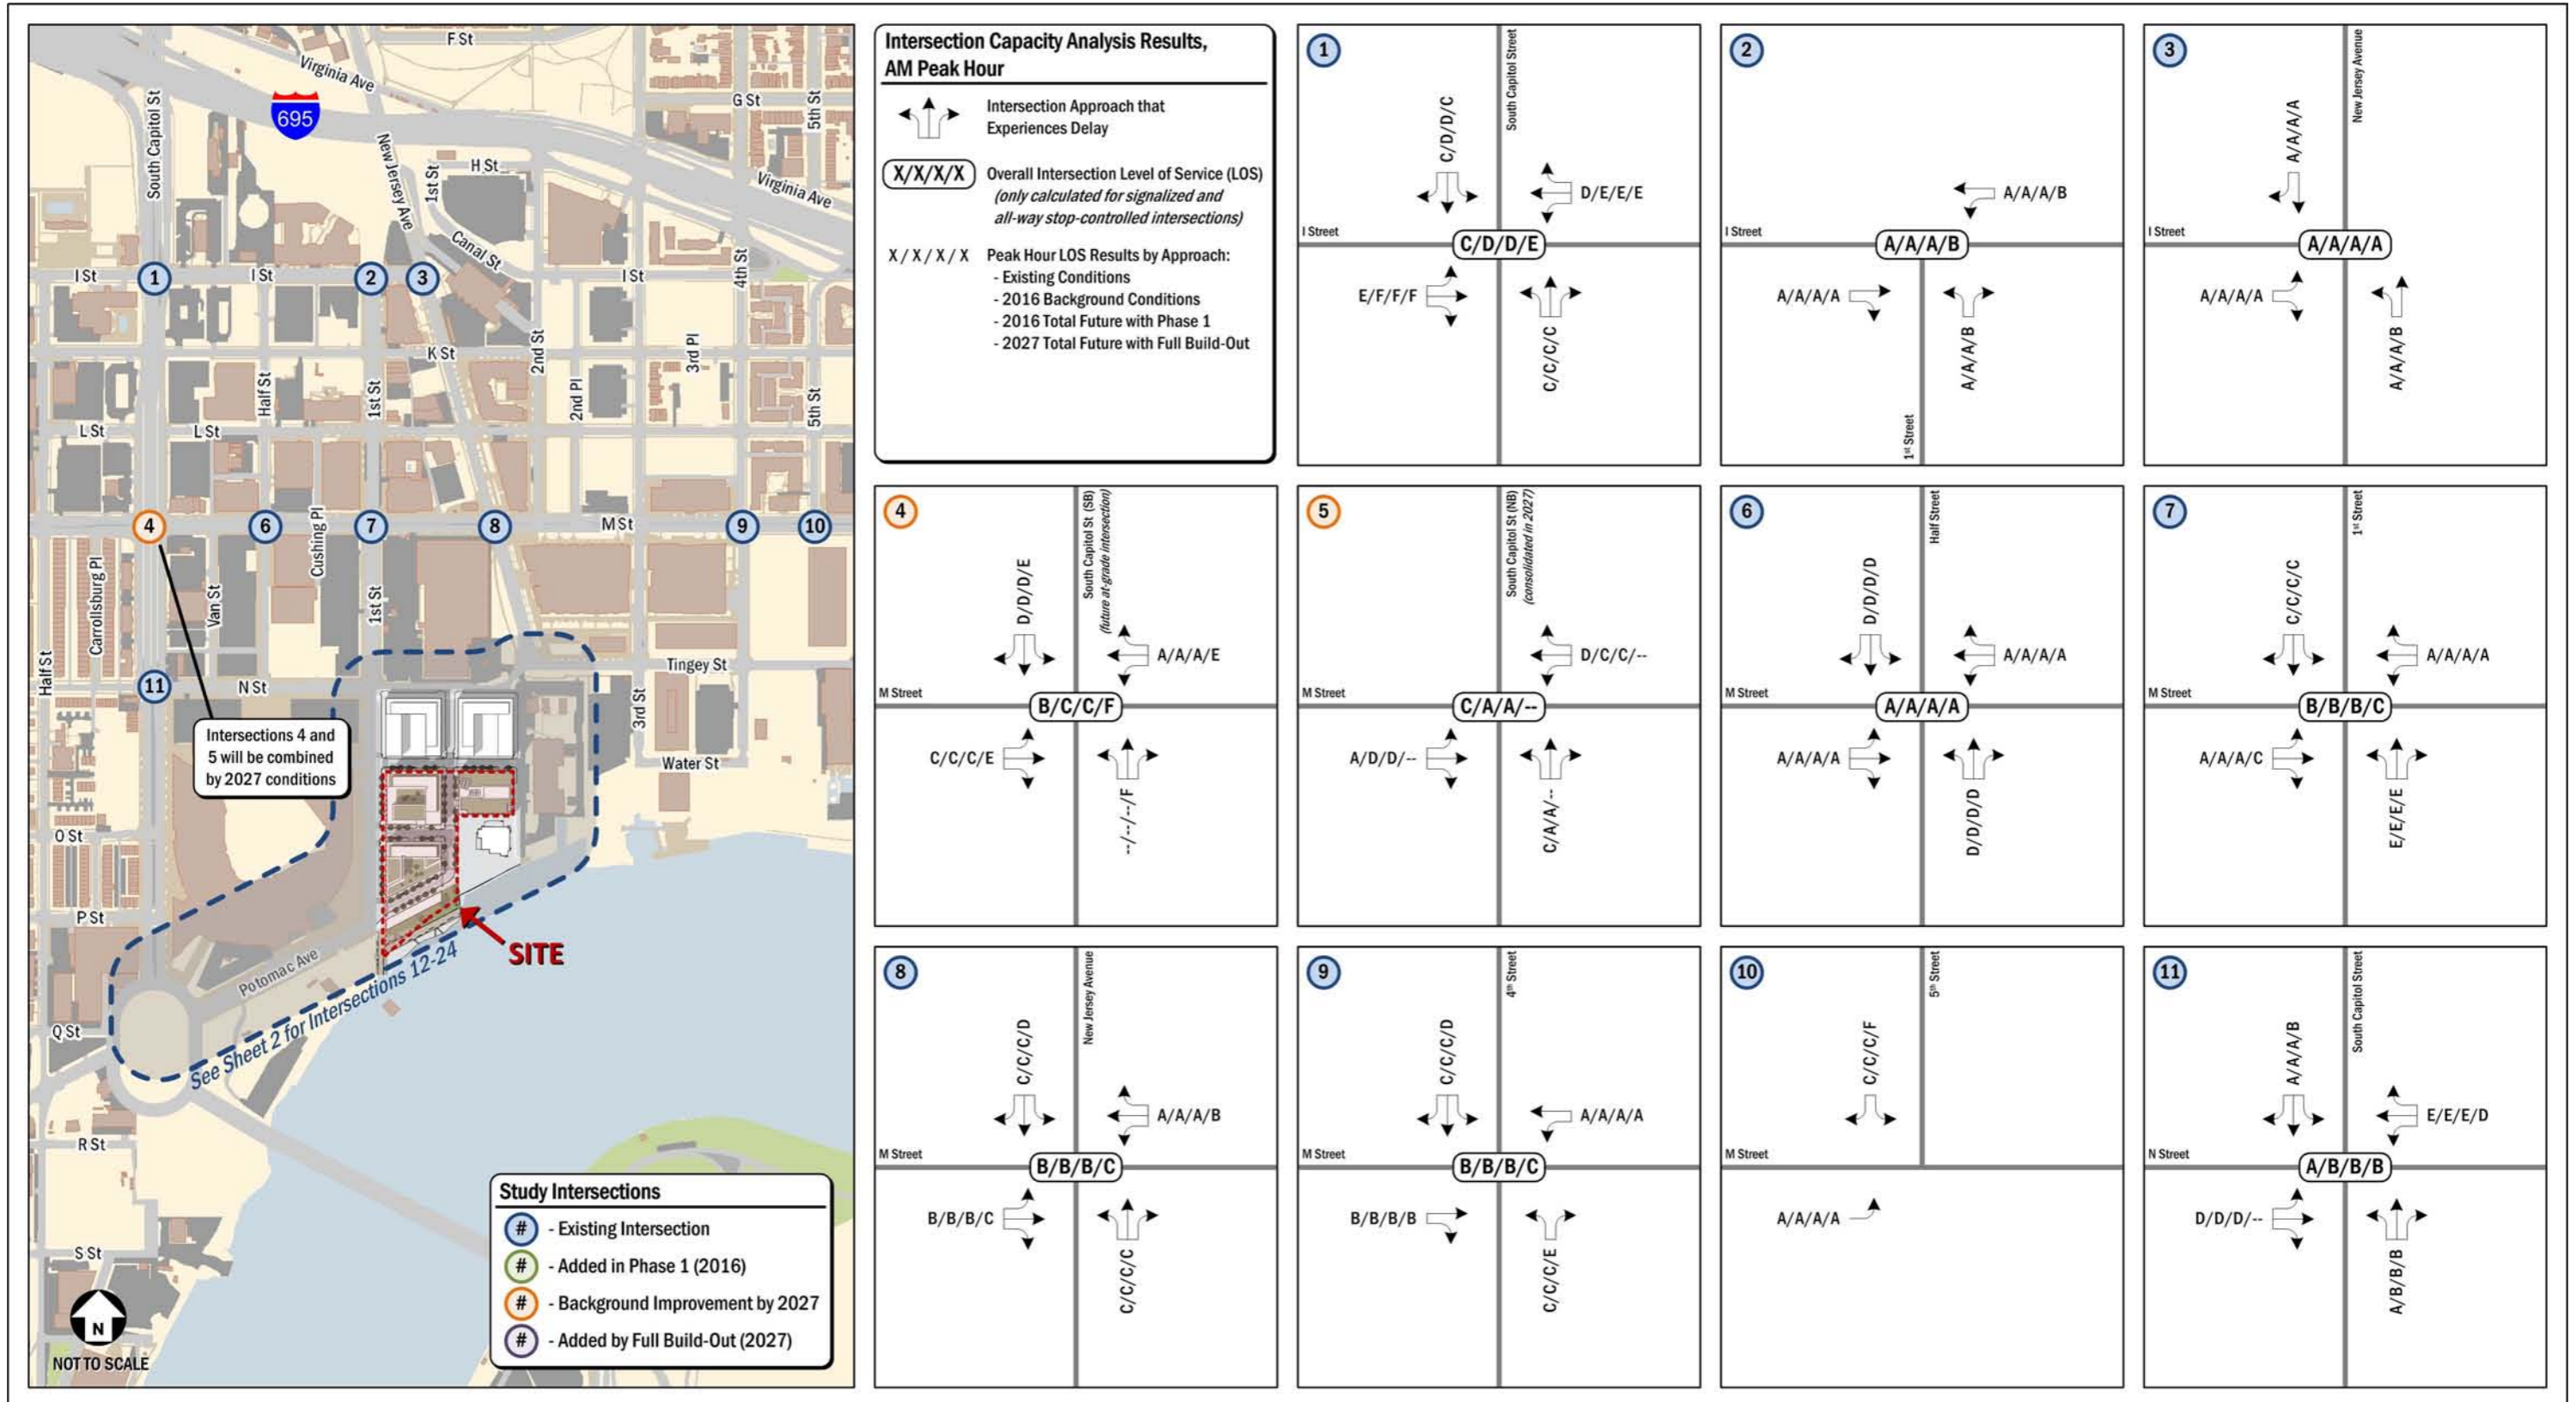 F St
Virginia Ave
695
G St
5th St
South Capitol St
New Jersey Ave
1st St
H St
Virginia Ave
Canal St
4th St
I St
1
I St
2
3
I St
K St
2nd St
3rd Pl
Half St
1st St
2nd Pl
5th St
L St
L St
4
6
Cushing Pl
7
8
M St
9
10
Carrollsburg Pl
Van St
1st St
Half St
11
N St
Tingey St
3rd St
Intersections 4 and
5 will be combined
by 2027 conditions
Water St
O St
P St
SITE
Potomac Ave
See Sheet 2 for Intersections 12-24
Q St
R St
S St
N
NOT TO SCALE
Study Intersections
# - Existing Intersection
# - Added in Phase 1 (2016)
# - Background Improvement by 2027
# - Added by Full Build-Out (2027)
Intersection Capacity Analysis Results,
AM Peak Hour
Intersection Approach that
Experiences Delay
X/X/X/X Overall Intersection Level of Service (LOS)
(only calculated for signalized and
all-way stop-controlled intersections)
X / X / X / X Peak Hour LOS Results by Approach:
- Existing Conditions
- 2016 Background Conditions
- 2016 Total Future with Phase 1
- 2027 Total Future with Full Build-Out
1
South Capitol Street
C/D/D/C
D/E/E/E
I Street
C/D/D/E
E/F/F/F
C/C/C/C
2
A/A/A/B
I Street
A/A/A/B
A/A/A/A
A/A/A/B
1st Street
3
New Jersey Avenue
A/A/A/A
I Street
A/A/A/A
A/A/A/A
A/A/A/B
4
South Capitol St (SB)
(future at-grade intersection)
D/D/D/E
A/A/A/E
M Street
B/C/C/F
C/C/C/E
--/--/--/F
5
South Capitol St (NB)
(consolidated in 2027)
D/C/C/--
M Street
C/A/A/--
A/D/D/--
C/A/A/--
6
Half Street
D/D/D/D
A/A/A/A
M Street
A/A/A/A
A/A/A/A
D/D/D/D
7
1st Street
C/C/C/C
A/A/A/A
M Street
B/B/B/C
A/A/A/C
E/E/E/E
8
New Jersey Avenue
C/C/C/D
A/A/A/B
M Street
B/B/B/C
B/B/B/C
C/C/C/C
9
4th Street
C/C/C/D
A/A/A/A
M Street
B/B/B/C
B/B/B/B
C/C/C/E
10
5th Street
C/C/C/F
M Street
A/A/A/A
11
South Capitol Street
A/A/A/B
E/E/E/D
N Street
A/B/B/B
D/D/D/--
A/B/B/B